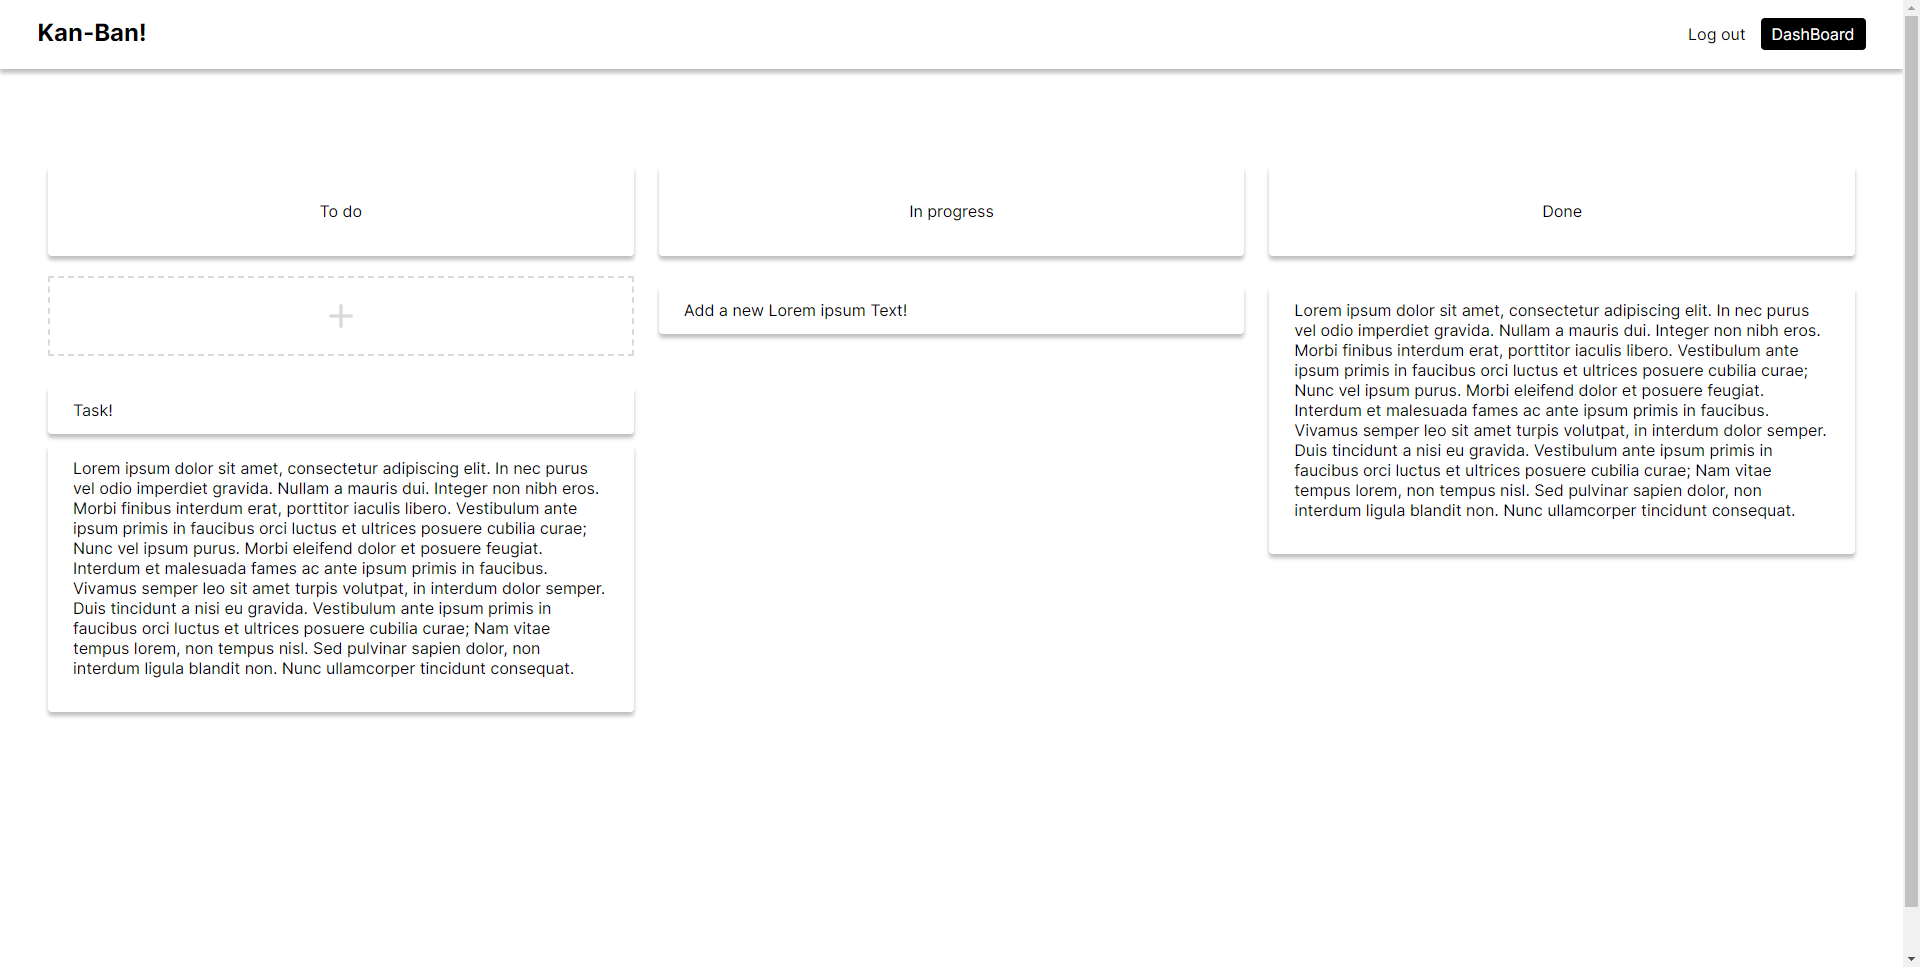 Kan-Ban!
Log out
DashBoard
To do
In progress
Done
Task!
Lorem ipsum dolor sit amet, consectetur adipiscing elit. In nec purus
vel odio imperdiet gravida. Nullam a mauris dui. Integer non nibh eros.
Morbi finibus interdum erat, porttitor iaculis libero. Vestibulum ante
ipsum primis in faucibus orci luctus et ultrices posuere cubilia curae;
Nunc vel ipsum purus. Morbi eleifend dolor et posuere feugiat.
Interdum et malesuada fames ac ante ipsum primis in faucibus.
Vivamus semper leo sit amet turpis volutpat, in interdum dolor semper.
Duis tincidunt a nisi eu gravida. Vestibulum ante ipsum primis in
faucibus orci luctus et ultrices posuere cubilia curae; Nam vitae
tempus lorem, non tempus nisl. Sed pulvinar sapien dolor, non
interdum ligula blandit non. Nunc ullamcorper tincidunt consequat.
Add a new Lorem ipsum Text!
Lorem ipsum dolor sit amet, consectetur adipiscing elit. In nec purus
vel odio imperdiet gravida. Nullam a mauris dui. Integer non nibh eros.
Morbi finibus interdum erat, porttitor iaculis libero. Vestibulum ante
ipsum primis in faucibus orci luctus et ultrices posuere cubilia curae;
Nunc vel ipsum purus. Morbi eleifend dolor et posuere feugiat.
Interdum et malesuada fames ac ante ipsum primis in faucibus.
Vivamus semper leo sit amet turpis volutpat, in interdum dolor semper.
Duis tincidunt a nisi eu gravida. Vestibulum ante ipsum primis in
faucibus orci luctus et ultrices posuere cubilia curae; Nam vitae
tempus lorem, non tempus nisl. Sed pulvinar sapien dolor, non
interdum ligula blandit non. Nunc ullamcorper tincidunt consequat.